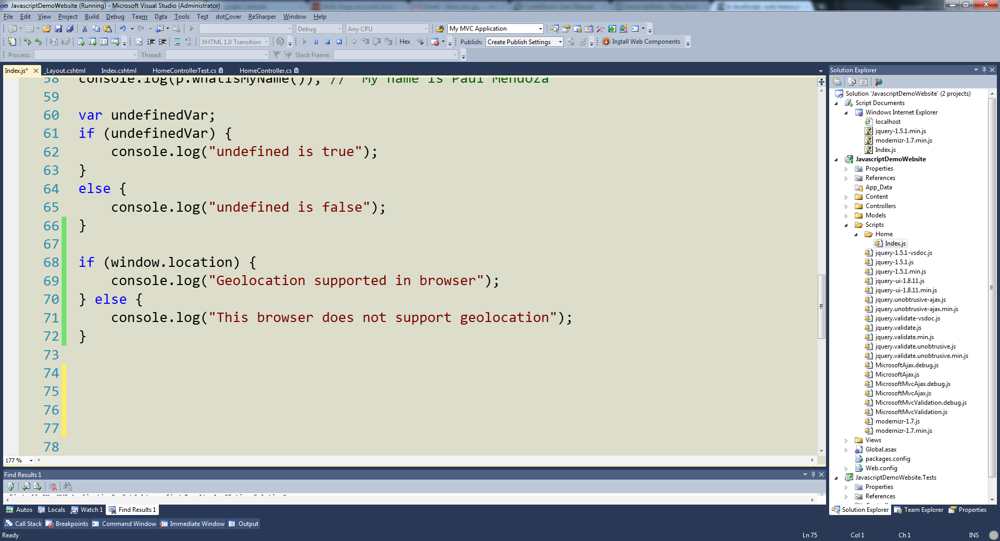 JavascriptDemoWebsite (Running) - Microsoft Visual Studio (Administrator)
File Edit View Project Build Debug Team Data Tools Test dotCover ReSharper Window Help
Debug Any CPU My MVC Application
XHTML 1.0 Transition Hex Publish: Create Publish Settings Install Web Components
Process: Thread: Stack Frame:
Index.js* _Layout.cshtml Index.cshtml HomeControllerTest.cs HomeController.cs
58 console.log(p.whatIsMyName()); // My name is Paul Mendoza
59
60 var undefinedVar;
61 if (undefinedVar) {
62 console.log("undefined is true");
63 }
64 else {
65 console.log("undefined is false");
66 }
67
68 if (window.location) {
69 console.log("Geolocation supported in browser");
70 } else {
71 console.log("This browser does not support geolocation");
72 }
73
74
75
76
77
78
177 %
Solution Explorer
Solution 'JavascriptDemoWebsite' (2 projects)
Script Documents
Windows Internet Explorer
localhost
jquery-1.5.1.min.js
modernizr-1.7.min.js
Index.js
JavascriptDemoWebsite
Properties
References
App_Data
Content
Controllers
Models
Scripts
Home
Index.js
jquery-1.5.1-vsdoc.js
jquery-1.5.1.js
jquery-1.5.1.min.js
jquery-ui-1.8.11.js
jquery-ui-1.8.11.min.js
jquery.unobtrusive-ajax.js
jquery.unobtrusive-ajax.min.js
jquery.validate-vsdoc.js
jquery.validate.js
jquery.validate.min.js
jquery.validate.unobtrusive.js
jquery.validate.unobtrusive.min.js
MicrosoftAjax.debug.js
MicrosoftAjax.js
MicrosoftMvcAjax.debug.js
MicrosoftMvcAjax.js
MicrosoftMvcValidation.debug.js
MicrosoftMvcValidation.js
modernizr-1.7.js
modernizr-1.7.min.js
Views
Global.asax
packages.config
Web.config
JavascriptDemoWebsite.Tests
Properties
References
Solution Explorer Team Explorer Properties
Find Results 1
Autos Locals Watch 1 Find Results 1
Call Stack Breakpoints Command Window Immediate Window Output
Ready Ln 75 Col 1 Ch 1 INS